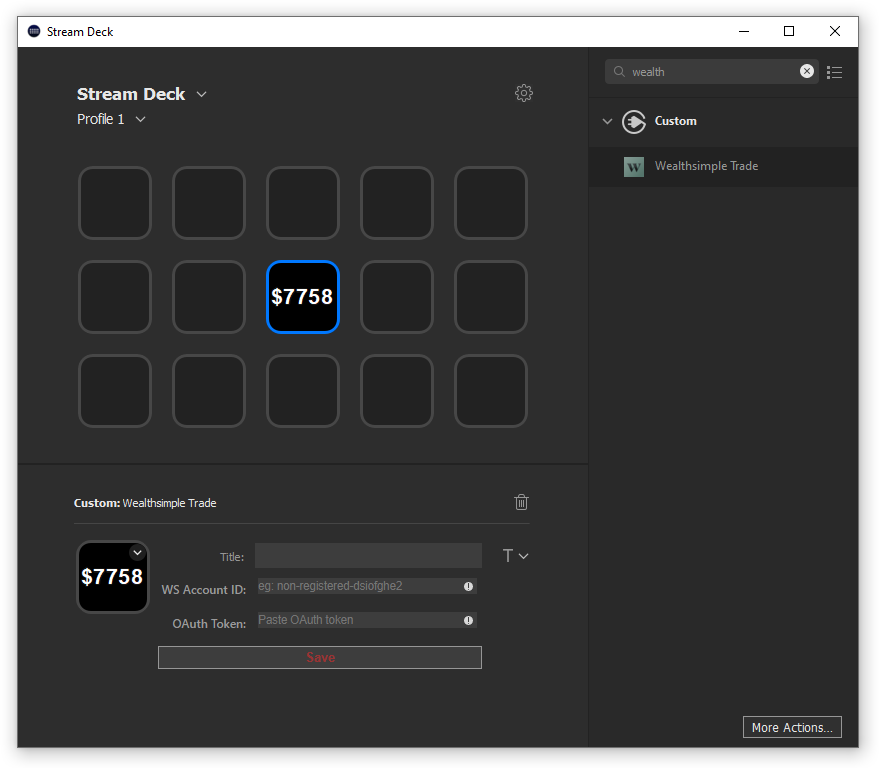 Stream Deck
Stream Deck
Profile 1
$7758
wealth
Custom
W
Wealthsimple Trade
Custom: Wealthsimple Trade
$7758
Title:
T
WS Account ID: eg: non-registered-dsiofghe2
OAuth Token: Paste OAuth token
Save
More Actions...